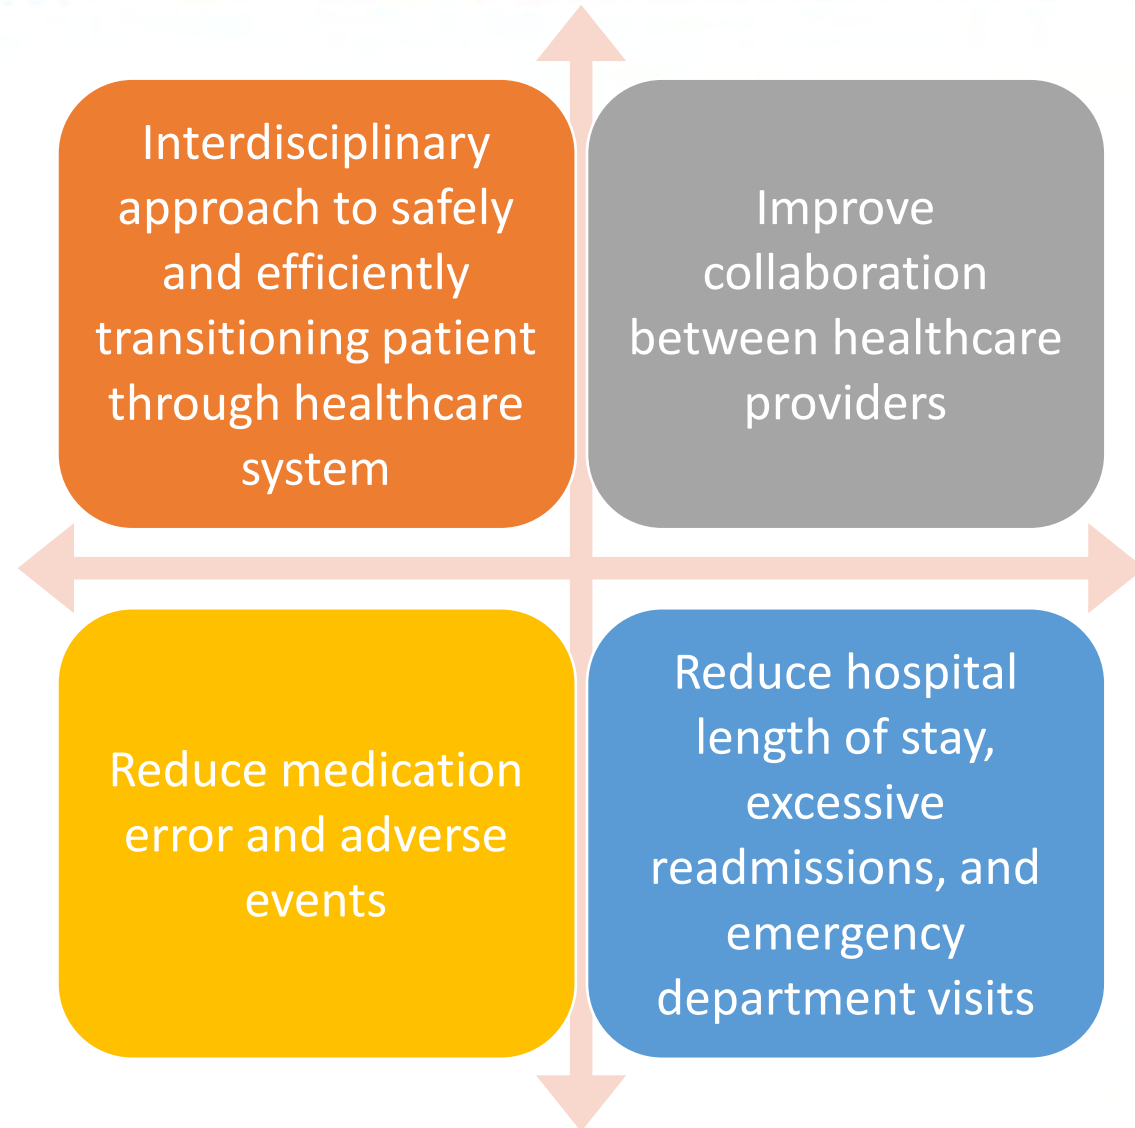 Interdisciplinary
approach to safely
and efficiently
transitioning patient
through healthcare
system
Improve
collaboration
between healthcare
providers
Reduce medication
error and adverse
events
Reduce hospital
length of stay,
excessive
readmissions, and
emergency
department visits